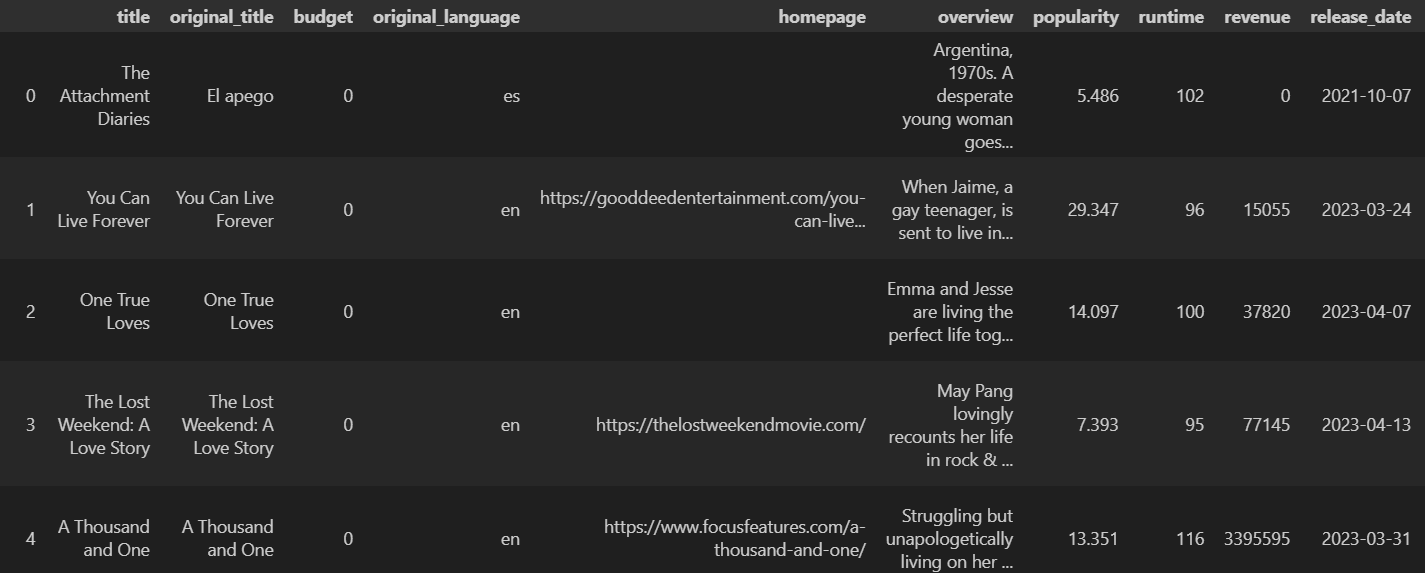 title original_title budget original_language homepage overview popularity runtime revenue release_date
0 The Attachment Diaries El apego 0 es Argentina, 1970s. A desperate young woman goes... 5.486 102 0 2021-10-07
1 You Can Live Forever You Can Live Forever 0 en https://gooddeedentertainment.com/you-can-live... When Jaime, a gay teenager, is sent to live in... 29.347 96 15055 2023-03-24
2 One True Loves One True Loves 0 en Emma and Jesse are living the perfect life tog... 14.097 100 37820 2023-04-07
3 The Lost Weekend: A Love Story The Lost Weekend: A Love Story 0 en https://thelostweekendmovie.com/ May Pang lovingly recounts her life in rock & ... 7.393 95 77145 2023-04-13
4 A Thousand and One A Thousand and One 0 en https://www.focusfeatures.com/a-thousand-and-one/ Struggling but unapologetically living on her ... 13.351 116 3395595 2023-03-31